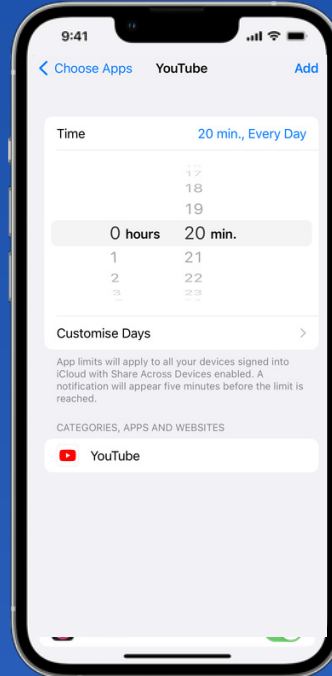 9:41
Choose Apps YouTube Add
Time 20 min., Every Day
17
18
19
0 hours 20 min.
1 21
2 22
3 23
Customise Days
App limits will apply to all your devices signed into
iCloud with Share Across Devices enabled. A
notification will appear five minutes before the limit is
reached.
CATEGORIES, APPS AND WEBSITES
YouTube